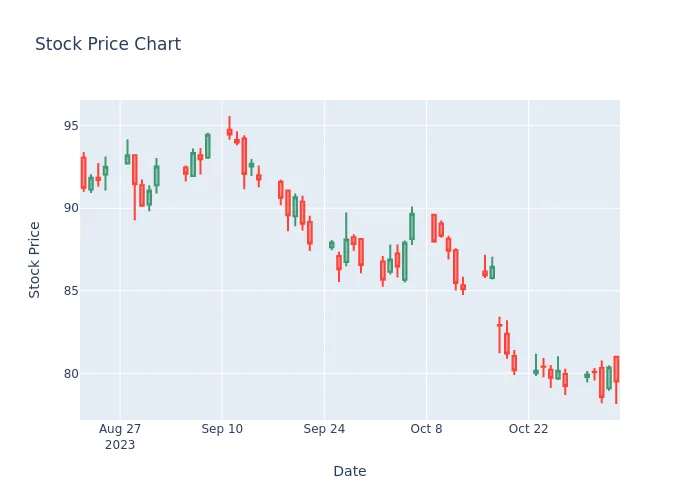 Stock Price Chart
Stock Price
95
90
85
80
Aug 27
2023
Sep 10
Sep 24
Oct 8
Oct 22
Date